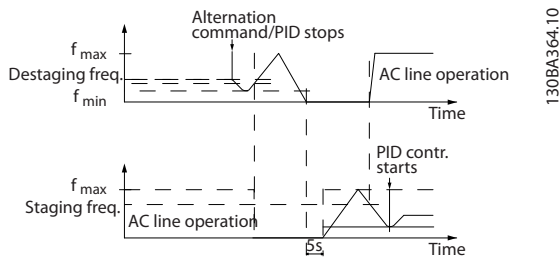 Alternation
command/PID stops
f max
Destaging freq.
f min
AC line operation
Time
PID contr.
starts
f max
Staging freq.
AC line operation
5s
Time
130BA364.10